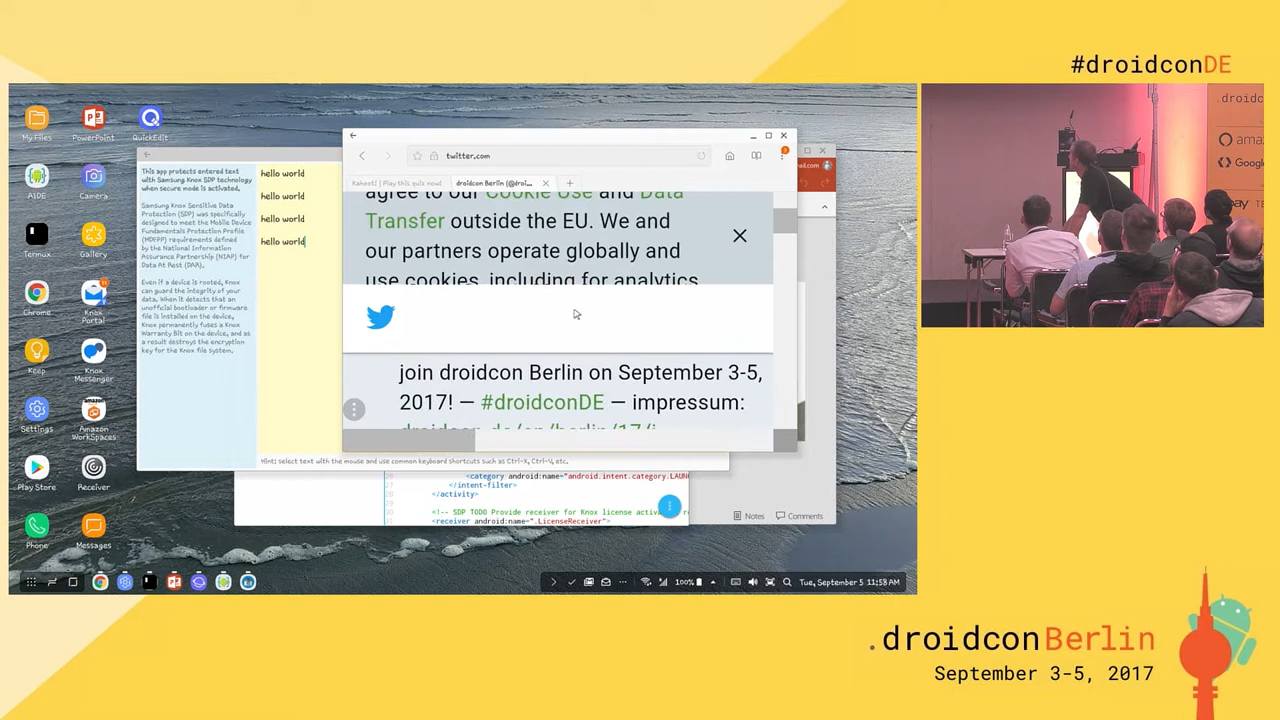 #droidconDE
My Files
PowerPoint
QuickEdit
AIDE
Camera
Termux
Gallery
Chrome
Knox
Portal
Keep
Knox
Messenger
Settings
Amazon
WorkSpaces
Play Store
Receiver
Phone
Messages
This app protects entered text
with Samsung Knox SDP technology
when secure mode is activated.
Samsung Knox Sensitive Data
Protection (SDP) was specifically
designed to meet the Mobile Device
Fundamentals Protection Profile
(MDFPP) requirements defined
by the National Information
Assurance Partnership (NIAP) for
Data At Rest (DAR).
Even if a device is rooted, Knox
can guard the integrity of your
data. When it detects that an
unofficial bootloader or firmware
file is installed on the device,
Knox permanently fuses a Knox
Warranty Bit on the device, and as
a result destroys the encryption
key for the Knox file system.
hello world
hello world
hello world
hello world
Hint: select text with the mouse and use common keyboard shortcuts such as Ctrl-X, Ctrl-V, etc.
twitter.com
Kahoot! | Play this quiz now!
droidcon Berlin (@droi...
agree to our Cookie Use and Data
Transfer outside the EU. We and
our partners operate globally and
use cookies, including for analytics
join droidcon Berlin on September 3-5,
2017! — #droidconDE — impressum:
mail.com
<category android:name="android.intent.category.LAUN
</intent-filter>
</activity>
<!-- SDP TODO Provide receiver for Knox license activa
<receiver android:name=".LicenseReceiver">
Notes
Comments
100%
Tue, September 5 11:53 AM
.droidc
ama
Google
.droidconBerlin
September 3-5, 2017